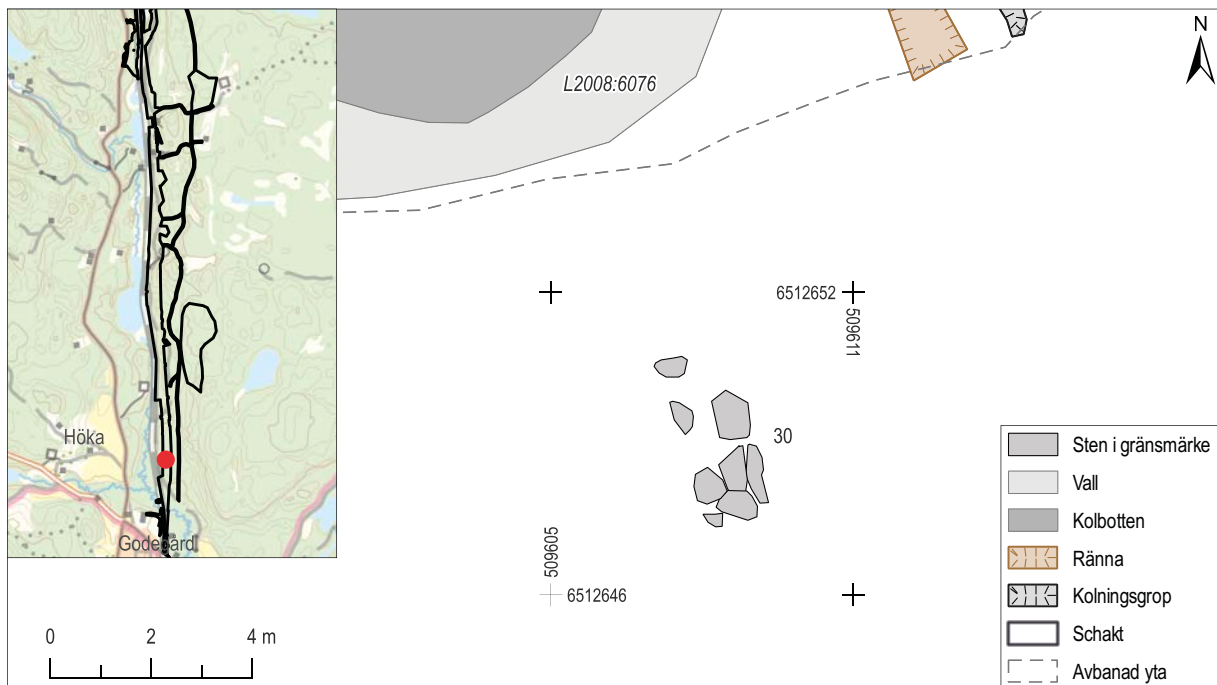 L2008:6076
N
Höka
Godegård
6512652
509611
30
509605
6512646
0 2 4 m
Sten i gränsmärke
Vall
Kolbotten
Ränna
Kolningsgrop
Schakt
Avbanad yta